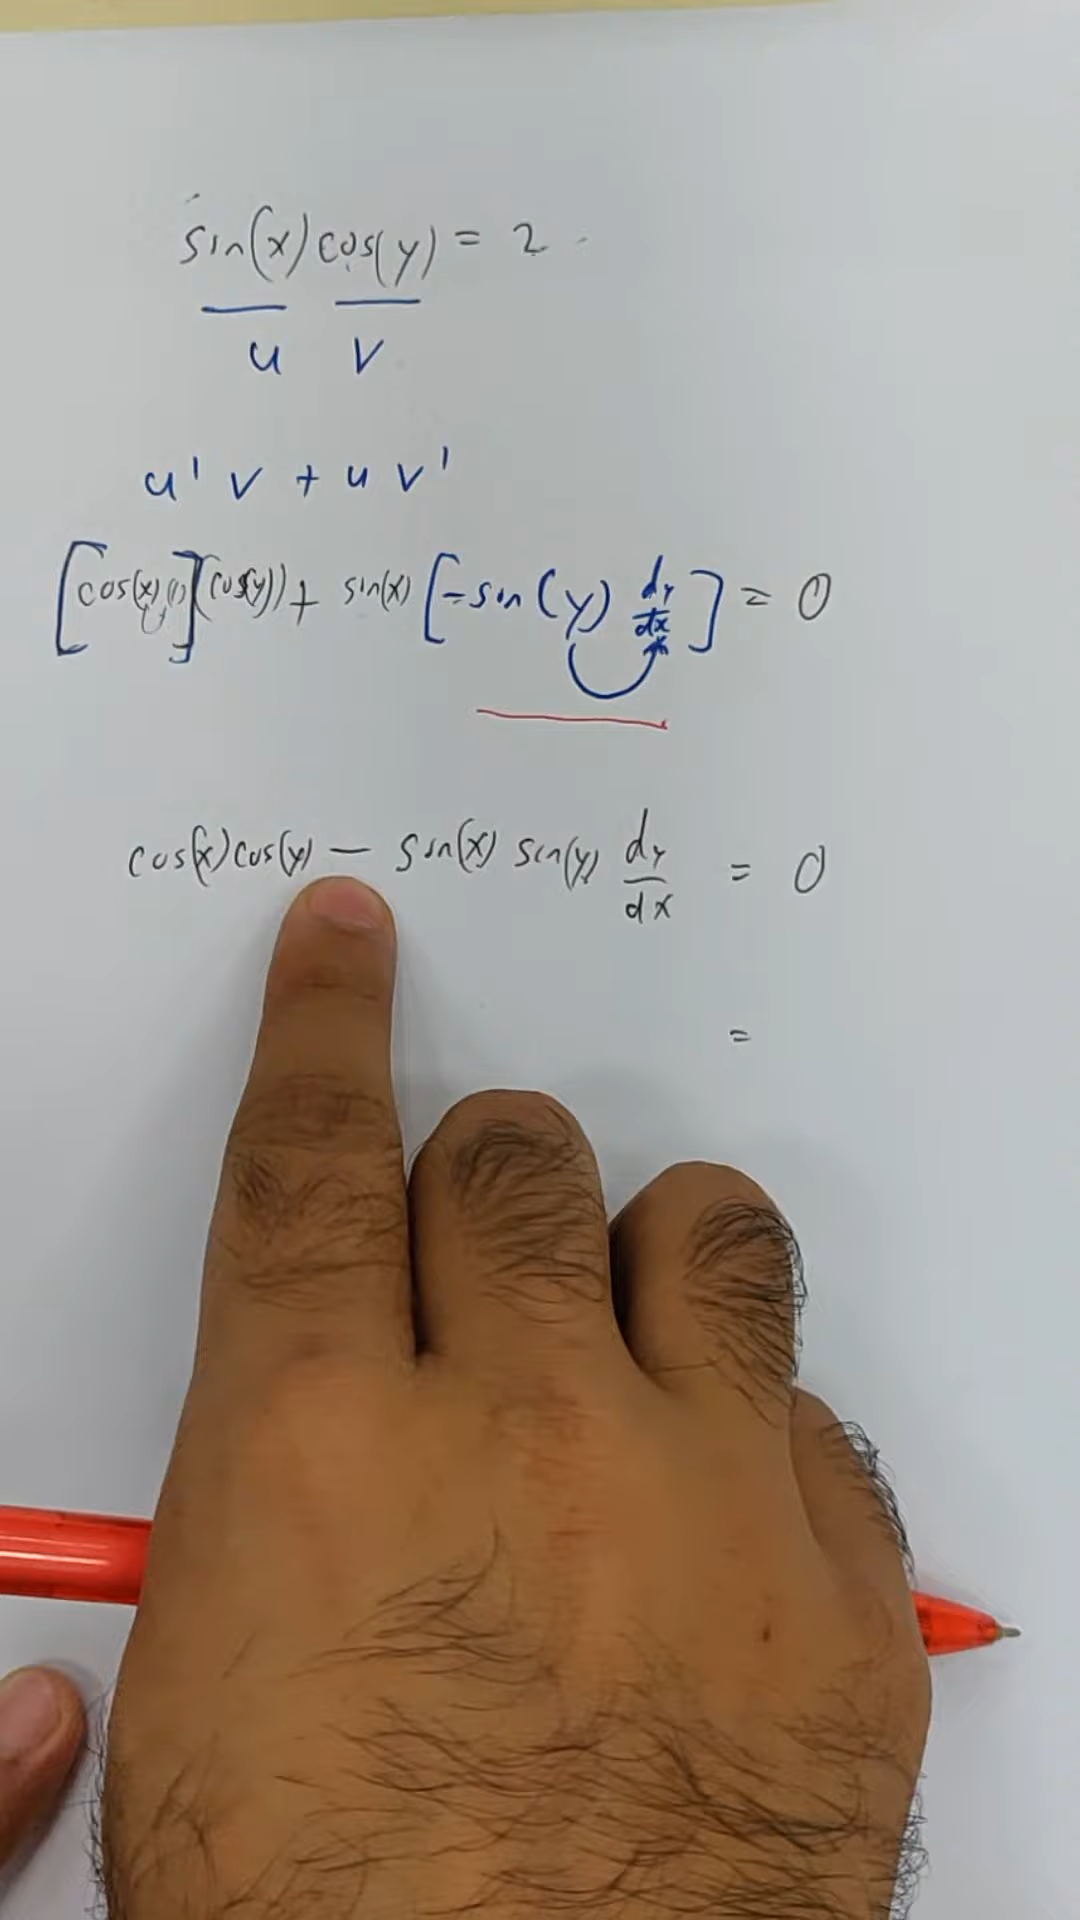 sin(x) cos(y) = 2
u v
u' v + u v'
[cos(x)(1)](cos(y)) + sin(x) [-sin(y) dy/dx] = 0
cos(x)cos(y) - sin(x) sin(y) dy/dx = 0
=